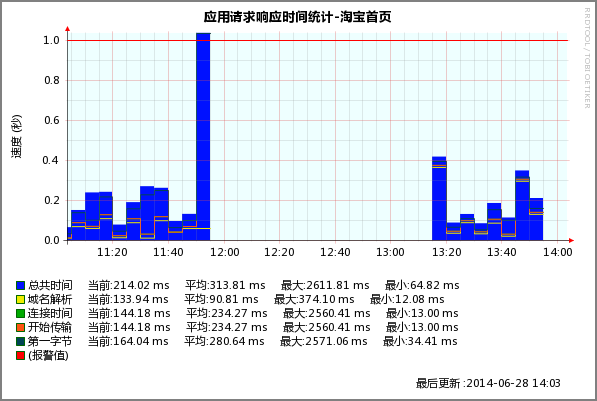 应用请求响应时间统计-淘宝首页
RRDTOOL / TOBI OETIKER
速度 (秒)
1.0
0.8
0.6
0.4
0.2
0.0
11:20 11:40 12:00 12:20 12:40 13:00 13:20 13:40 14:00
总共时间 当前:214.02 ms 平均:313.81 ms 最大:2611.81 ms 最小:64.82 ms
域名解析 当前:133.94 ms 平均:90.81 ms 最大:374.10 ms 最小:12.08 ms
连接时间 当前:144.18 ms 平均:234.27 ms 最大:2560.41 ms 最小:13.00 ms
开始传输 当前:144.18 ms 平均:234.27 ms 最大:2560.41 ms 最小:13.00 ms
第一字节 当前:164.04 ms 平均:280.64 ms 最大:2571.06 ms 最小:34.41 ms
(报警值)
最后更新 :2014-06-28 14:03